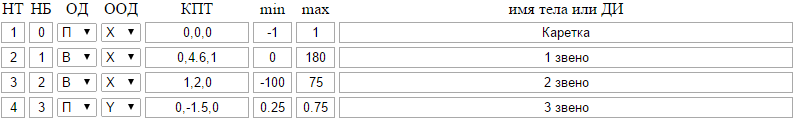 НТ НБ ОД ООД КПТ min max имя тела или ДИ
1 0 П X 0,0,0 -1 1 Каретка
2 1 В X 0,4.6,1 0 180 1 звено
3 2 В X 1,2,0 -100 75 2 звено
4 3 П Y 0,-1.5,0 0.25 0.75 3 звено